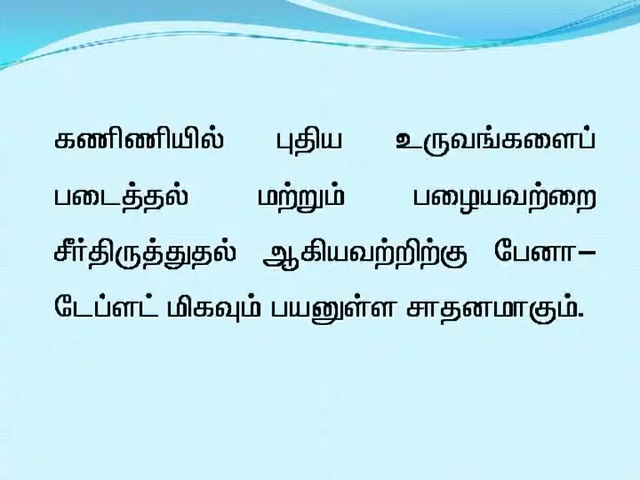 கணிணியில் புதிய உருவங்களைப்
படைத்தல் மற்றும் பழையவற்றை
சீர்திருத்துதல் ஆகியவற்றிற்கு பேனா–
டேப்ளட் மிகவும் பயனுள்ள சாதனமாகும்.